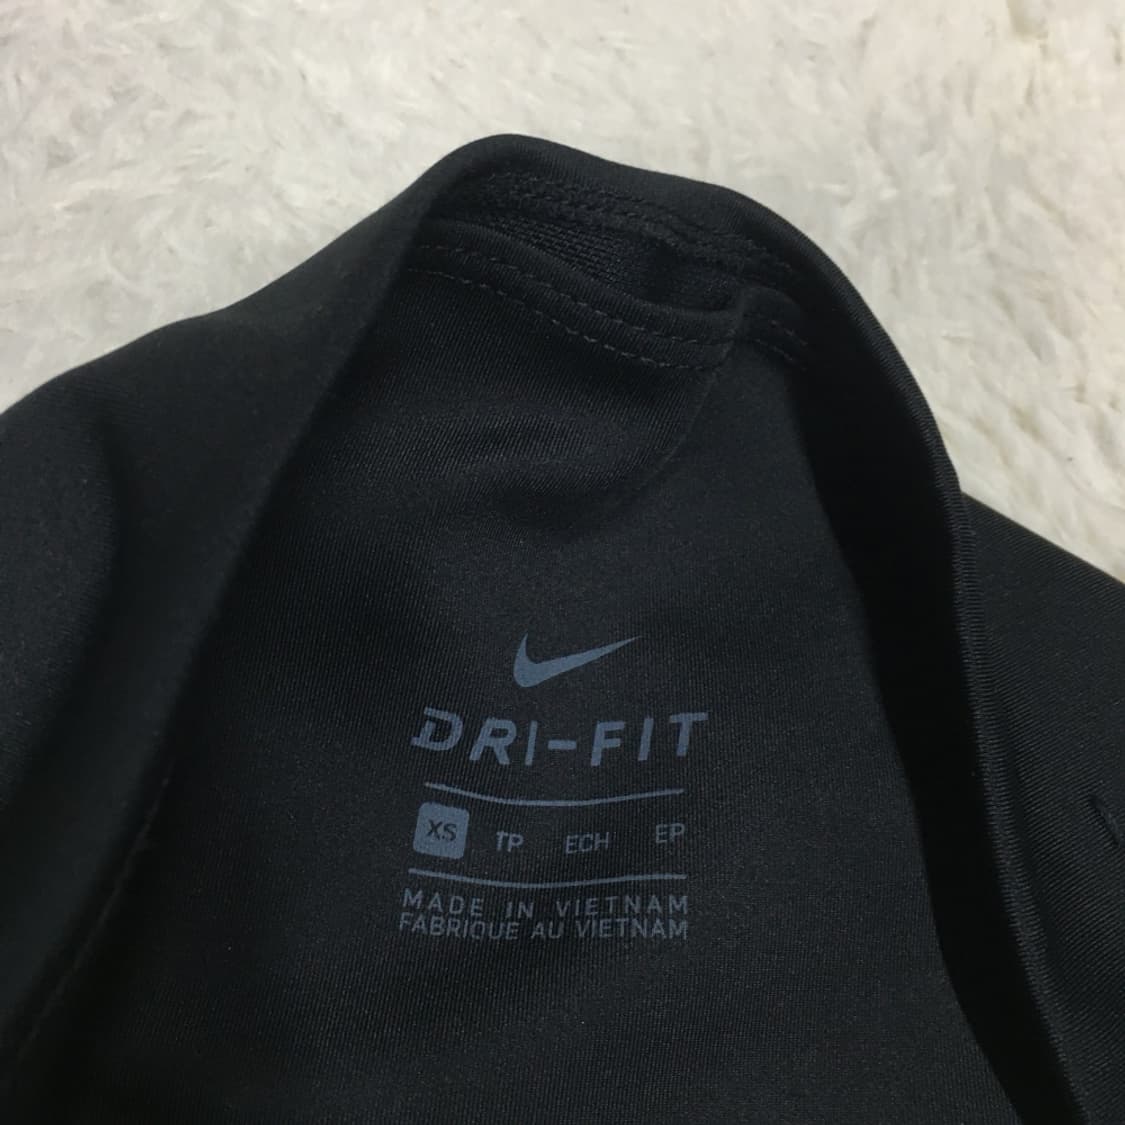 DRI-FIT
XS TP ECH EP
MADE IN VIETNAM
FABRIQUE AU VIETNAM